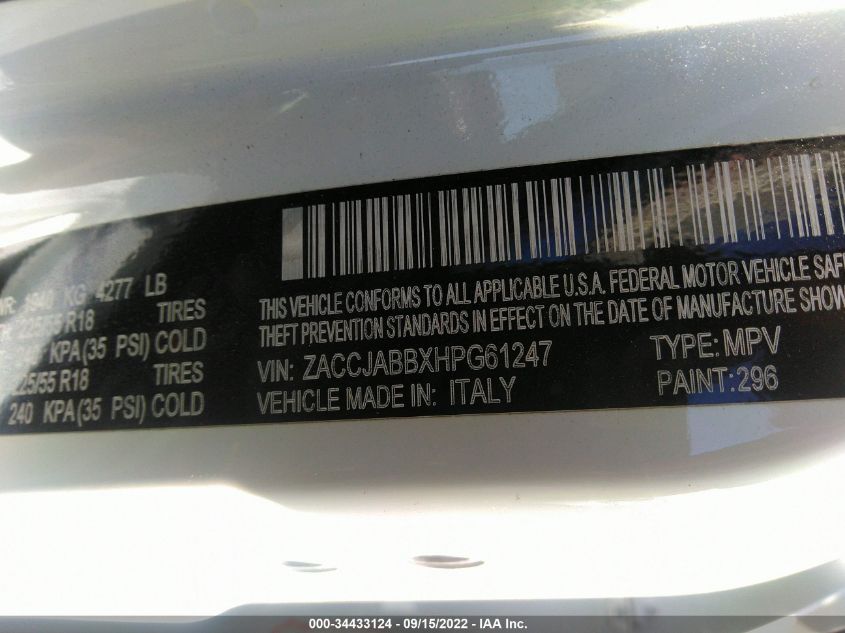 KG 4277 LB
R18 TIRES
KPA(35 PSI) COLD
25/55 R18 TIRES
240 KPA(35 PSI) COLD
THIS VEHICLE CONFORMS TO ALL APPLICABLE U.S.A. FEDERAL MOTOR VEHICLE SAF
THEFT PREVENTION STANDARDS IN EFFECT ON THE DATE OF MANUFACTURE SHOW
VIN: ZACCJABBXHPG61247 TYPE: MPV
VEHICLE MADE IN: ITALY PAINT: 296
000-34433124 - 09/15/2022 - IAA Inc.